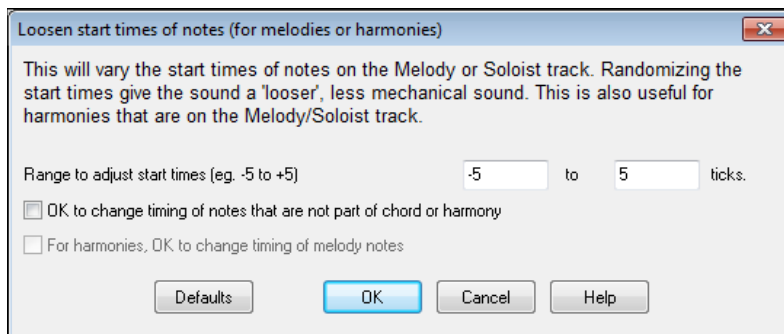 Loosen start times of notes (for melodies or harmonies)
This will vary the start times of notes on the Melody or Soloist track. Randomizing the
start times give the sound a 'looser', less mechanical sound. This is also useful for
harmonies that are on the Melody/Soloist track.
Range to adjust start times (eg. -5 to +5) -5 to 5 ticks.
OK to change timing of notes that are not part of chord or harmony
For harmonies, OK to change timing of melody notes
Defaults OK Cancel Help